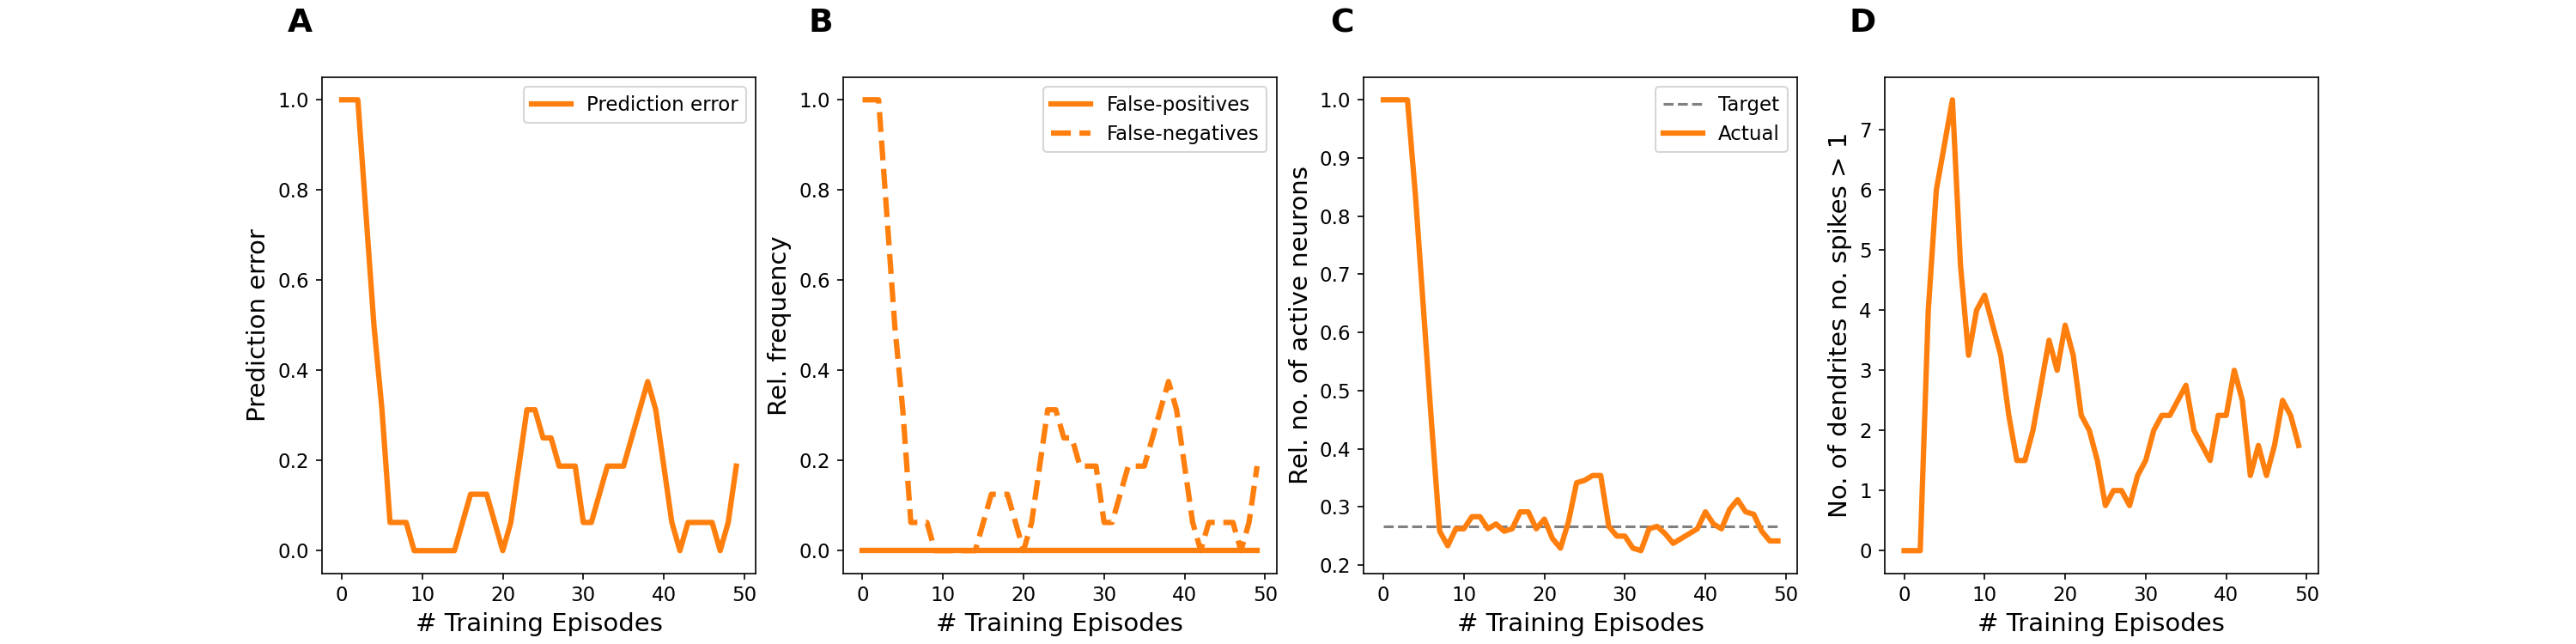 A
Prediction error
1.0
0.8
0.6
0.4
0.2
0.0
0 10 20 30 40 50
# Training Episodes
Prediction error
B
False-positives
False-negatives
1.0
0.8
0.6
0.4
0.2
0.0
0 10 20 30 40 50
# Training Episodes
Rel. frequency
C
Target
Actual
1.0
0.9
0.8
0.7
0.6
0.5
0.4
0.3
0.2
0 10 20 30 40 50
# Training Episodes
Rel. no. of active neurons
D
7
6
5
4
3
2
1
0
0 10 20 30 40 50
# Training Episodes
No. of dendrites no. spikes > 1